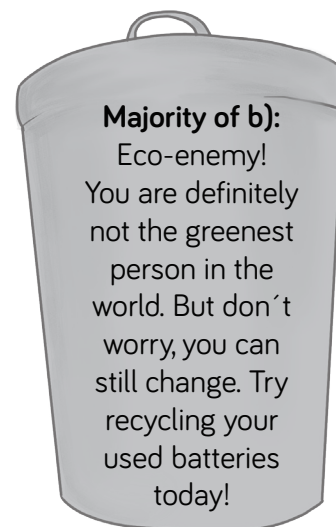 Majority of b):
Eco-enemy!
You are definitely
not the greenest
person in the
world. But don´t
worry, you can
still change. Try
recycling your
used batteries
today!